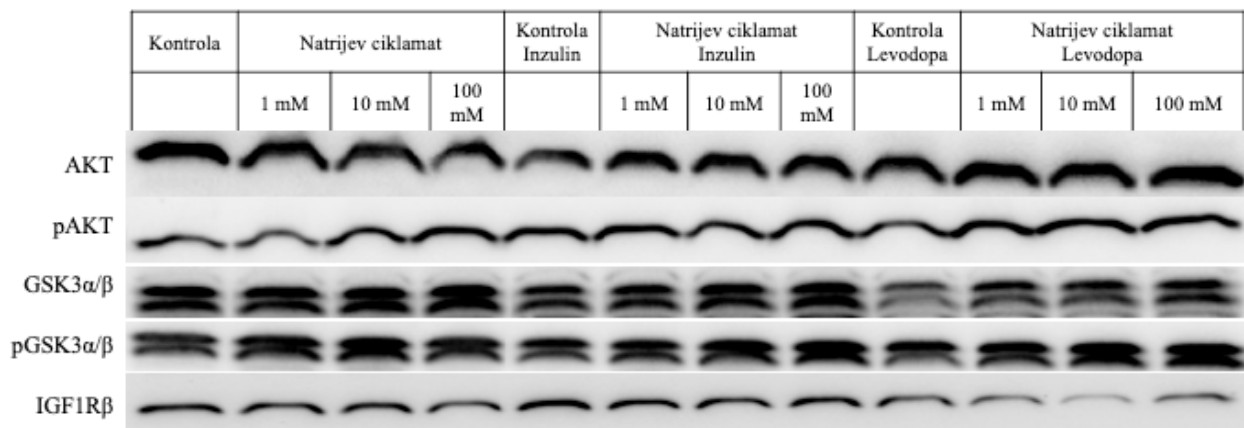 Kontrola
Natrijev ciklamat
Kontrola
Inzulin
Natrijev ciklamat
Inzulin
Kontrola
Levodopa
Natrijev ciklamat
Levodopa
1 mM
10 mM
100
mM
1 mM
10 mM
100
mM
1 mM
10 mM
100 mM
AKT
pAKT
GSK3α/β
pGSK3α/β
IGF1Rβ